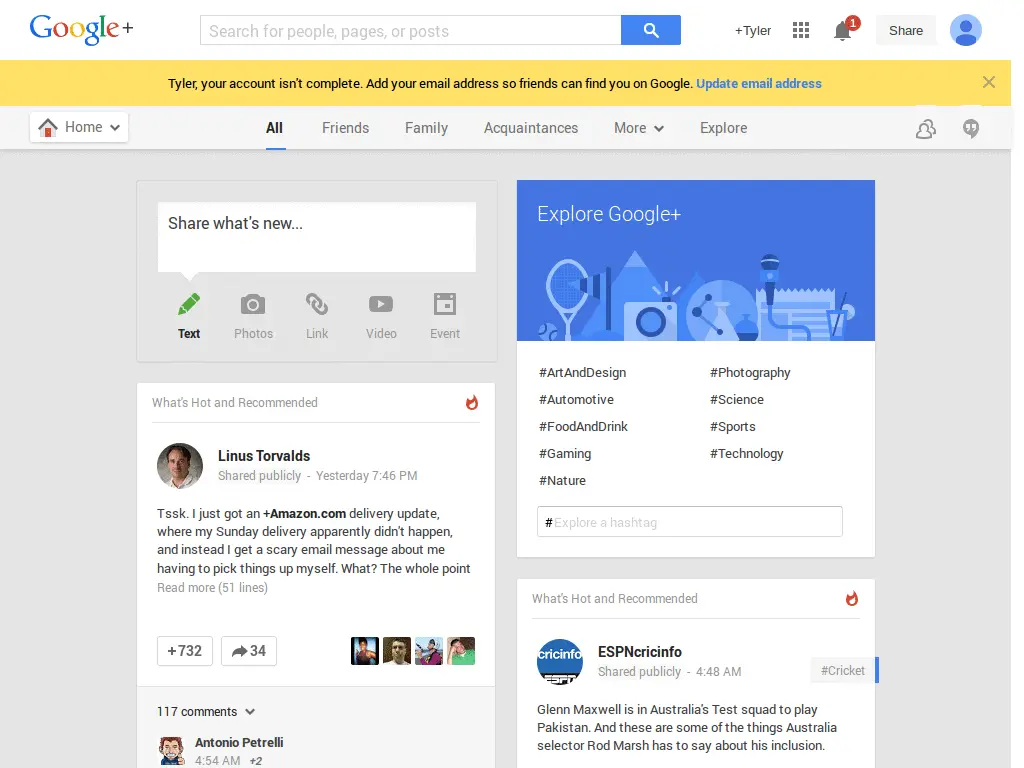 Google+
Search for people, pages, or posts
+Tyler
1
Share
Tyler, your account isn't complete. Add your email address so friends can find you on Google. Update email address
Home
All
Friends
Family
Acquaintances
More
Explore
Share what's new...
Text
Photos
Link
Video
Event
What's Hot and Recommended
Linus Torvalds
Shared publicly - Yesterday 7:46 PM
Tssk. I just got an +Amazon.com delivery update,
where my Sunday delivery apparently didn't happen,
and instead I get a scary email message about me
having to pick things up myself. What? The whole point
Read more (51 lines)
+732
34
117 comments
Antonio Petrelli
4:54 AM +2
Explore Google+
#ArtAndDesign
#Photography
#Automotive
#Science
#FoodAndDrink
#Sports
#Gaming
#Technology
#Nature
# Explore a hashtag
What's Hot and Recommended
cricinfo
ESPN
ESPNcricinfo
Shared publicly - 4:48 AM
#Cricket
Glenn Maxwell is in Australia's Test squad to play
Pakistan. And these are some of the things Australia
selector Rod Marsh has to say about his inclusion.